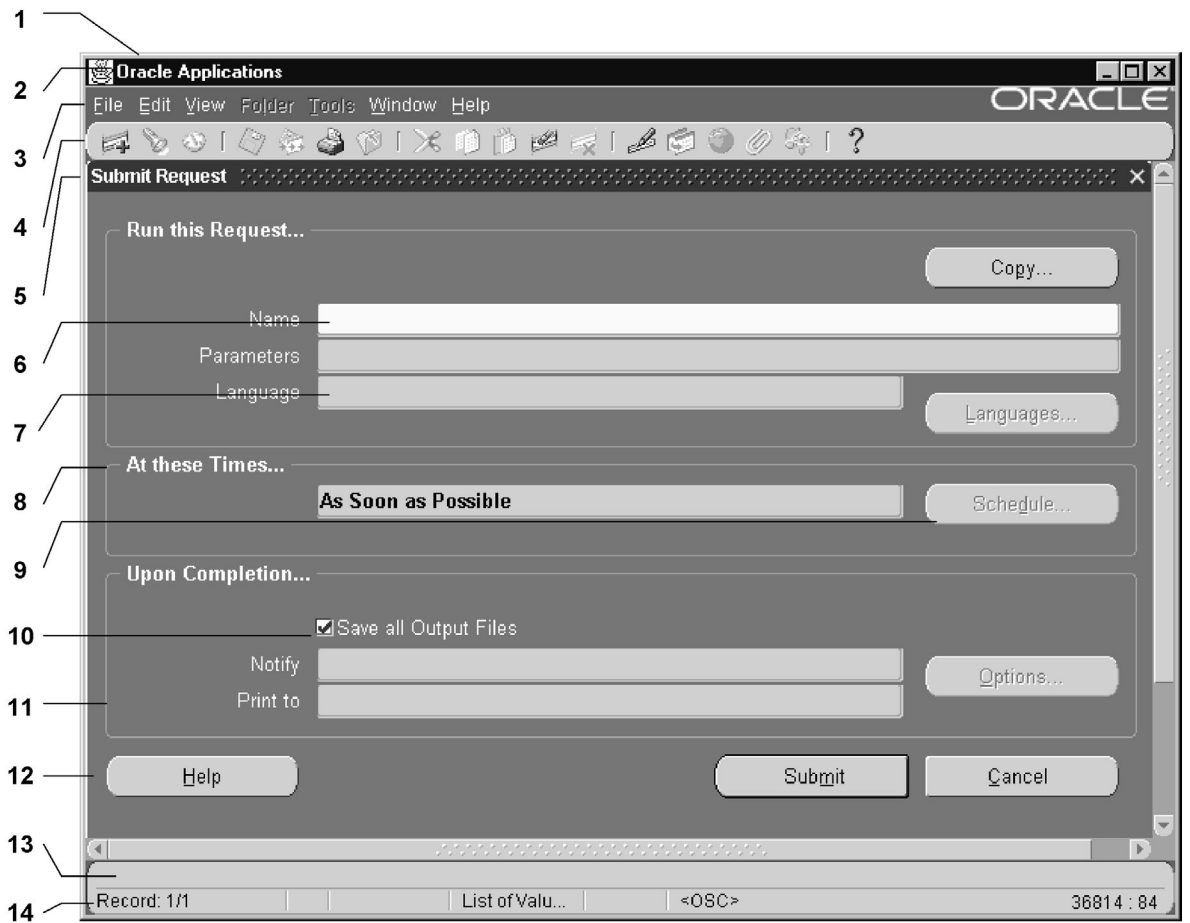 1
2
Oracle Applications
3
File Edit View Folder Tools Window Help
ORACLE
4
?
5
Submit Request
Run this Request...
Copy...
6
Name
Parameters
7
Language
Languages...
8
At these Times...
As Soon as Possible
Schedule...
9
Upon Completion...
10
Save all Output Files
Notify
Options...
11
Print to
12
Help
Submit
Cancel
13
14
Record: 1/1
List of Valu...
<OSC>
36814 : 84